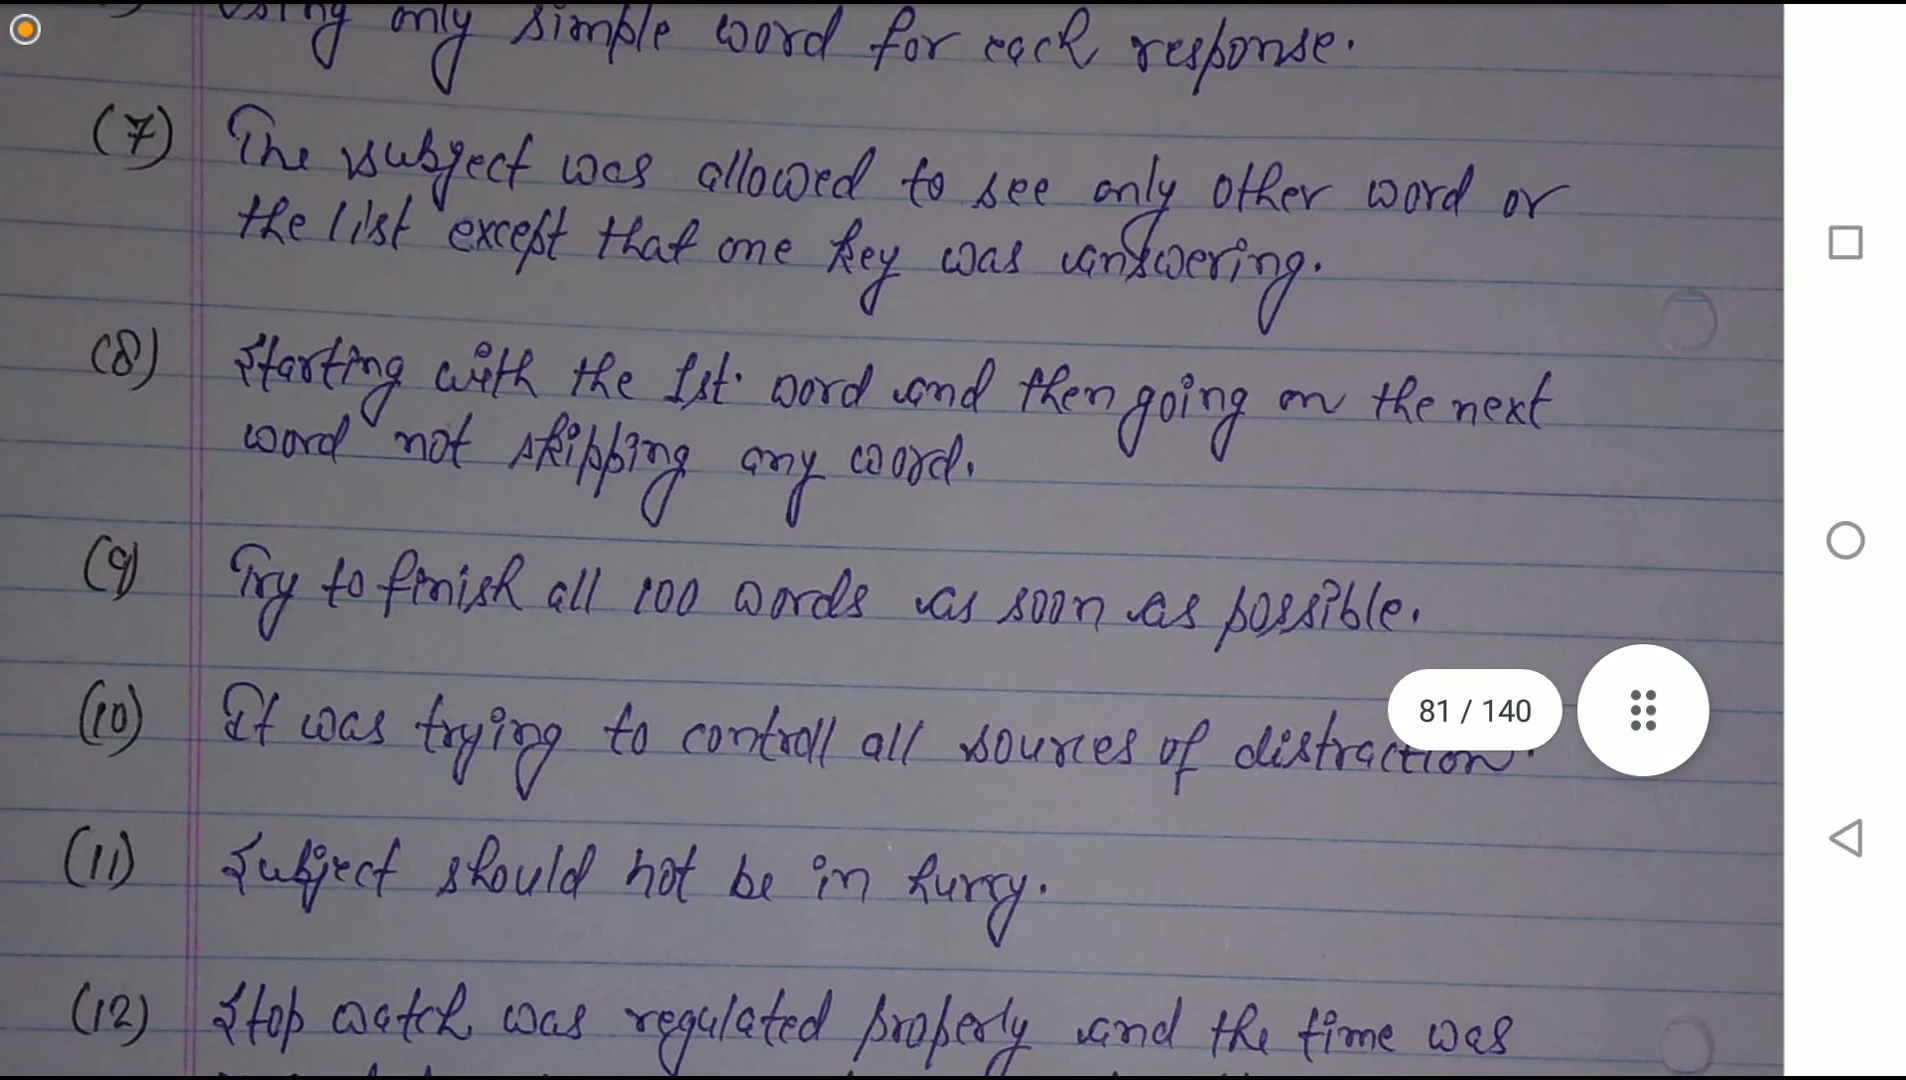 using only simple word for each response.
(7) The subject was allowed to see only other word or
the list except that one key was answering.
(8) Starting with the 1st. word and then going on the next
word not skipping any word.
(9) Try to finish all 100 words as soon as possible.
(10) It was trying to controll all sources of distraction.
81 / 140
(11) Subject should not be in hurry.
(12) Stop watch was regulated properly and the time was